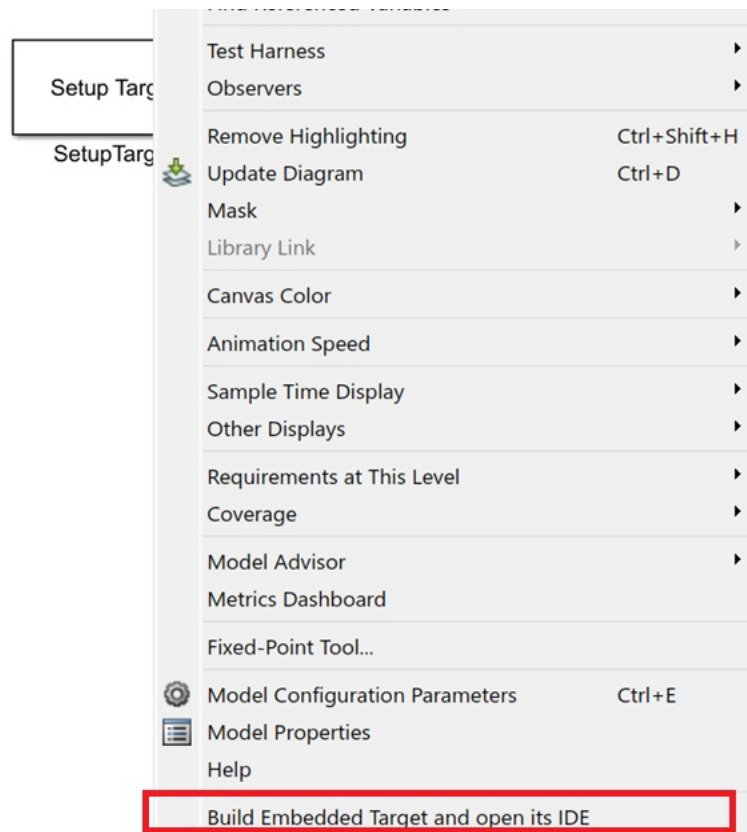 Setup Targ
SetupTarg
Test Harness
Observers
Remove Highlighting Ctrl+Shift+H
Update Diagram Ctrl+D
Mask
Library Link
Canvas Color
Animation Speed
Sample Time Display
Other Displays
Requirements at This Level
Coverage
Model Advisor
Metrics Dashboard
Fixed-Point Tool...
Model Configuration Parameters Ctrl+E
Model Properties
Help
Build Embedded Target and open its IDE